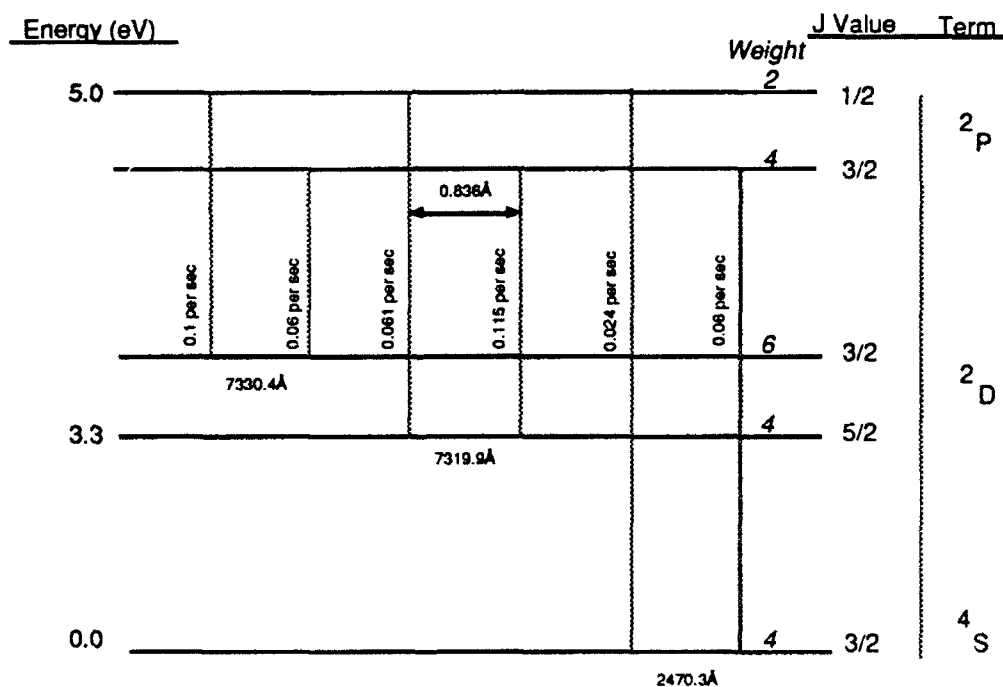 Energy (eV)
J Value
Term
Weight
5.0
2
1/2
2P
4
3/2
0.836Å
0.1 per sec
0.06 per sec
0.061 per sec
0.115 per sec
0.024 per sec
0.06 per sec
6
3/2
7330.4Å
2D
3.3
4
5/2
7319.9Å
0.0
4
3/2
4S
2470.3Å